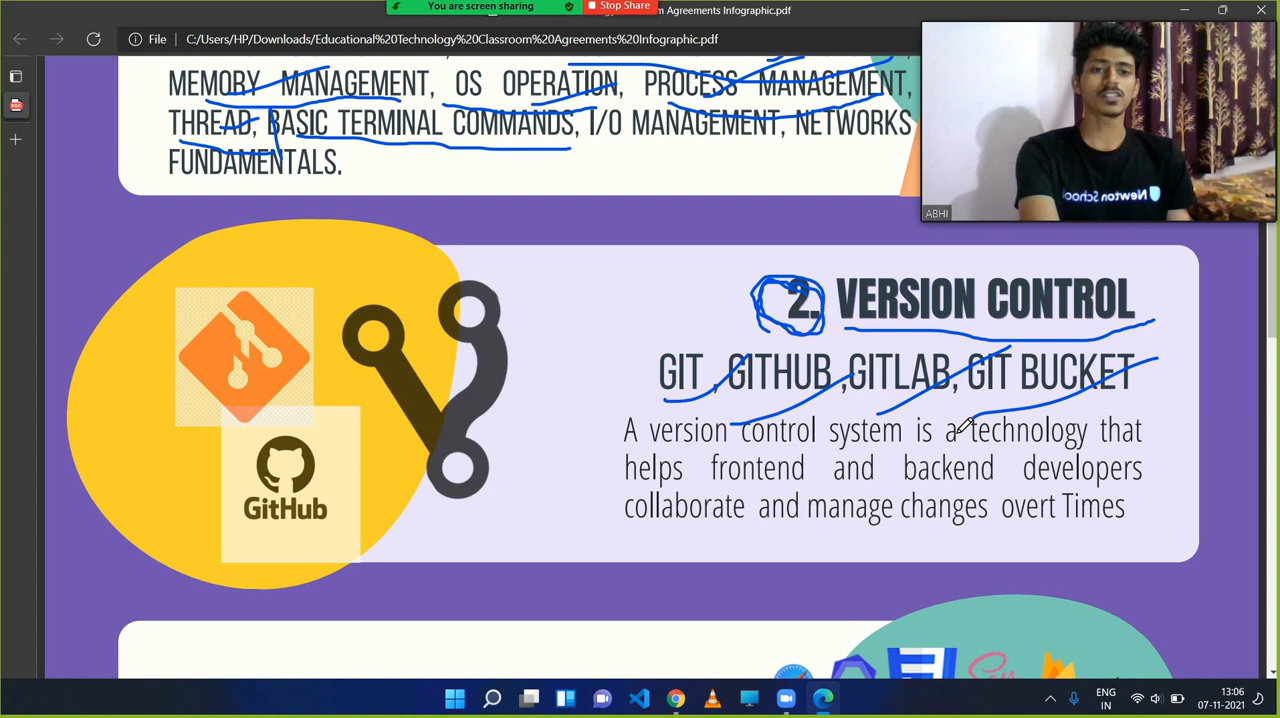 You are screen sharing
Stop Share
m Agreements Infographic.pdf
File C:/Users/HP/Downloads/Educational%20Technology%20Classroom%20Agreements%20Infographic.pdf
MEMORY MANAGEMENT, OS OPERATION, PROCESS MANAGEMENT,
THREAD, BASIC TERMINAL COMMANDS, I/O MANAGEMENT, NETWORKS
FUNDAMENTALS.
Newton School
ABHI
2. VERSION CONTROL
GIT , GITHUB ,GITLAB, GIT BUCKET
A version control system is a technology that
helps frontend and backend developers
collaborate and manage changes overt Times
GitHub
ENG
IN
13:06
07-11-2021